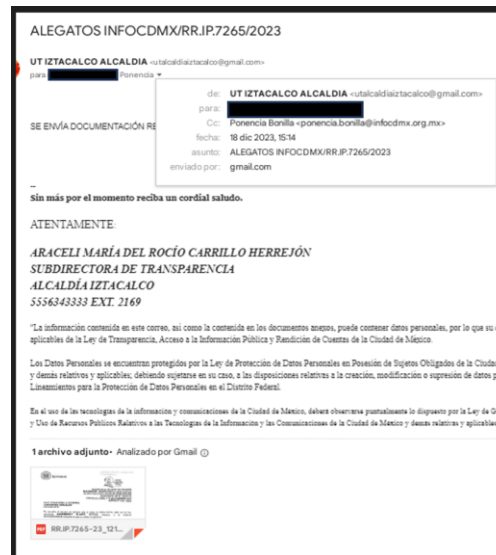 ALEGATOS INFOCDMX/RR.IP.7265/2023
UT IZTACALCO ALCALDIA <utalcaldiaiztacalco@gmail.com>
para Ponencia
de: UT IZTACALCO ALCALDIA <utalcaldiaiztacalco@gmail.com>
para:
Cc: Ponencia Bonilla <ponencia.bonilla@infocdmx.org.mx>
fecha: 18 dic 2023, 15:14
asunto: ALEGATOS INFOCDMX/RR.IP.7265/2023
enviado por: gmail.com
SE ENVÍA DOCUMENTACIÓN RE
--
Sin más por el momento reciba un cordial saludo.
ATENTAMENTE:
ARACELI MARÍA DEL ROCÍO CARRILLO HERREJÓN
SUBDIRECTORA DE TRANSPARENCIA
ALCALDÍA IZTACALCO
5556343333 EXT. 2169
"La información contenida en este correo, así como la contenida en los documentos anexos, puede contener datos personales, por lo que su
aplicables de la Ley de Transparencia, Acceso a la Información Pública y Rendición de Cuentas de la Ciudad de México.
Los Datos Personales se encuentran protegidos por la Ley de Protección de Datos Personales en Posesión de Sujetos Obligados de la Ciuda
y demás relativos y aplicables; debiendo sujetarse en su caso, a las disposiciones relativas a la creación, modificación o supresión de datos p
Lineamientos para la Protección de Datos Personales en el Distrito Federal.
En el uso de las tecnologías de la información y comunicaciones de la Ciudad de México, deberá observarse puntualmente lo dispuesto por la Ley de G
y Uso de Recursos Públicos Relativos a las Tecnologías de la Información y las Comunicaciones de la Ciudad de México y demás relativas y aplicable
1 archivo adjunto • Analizado por Gmail
PDF RR.IP.7265-23_121...